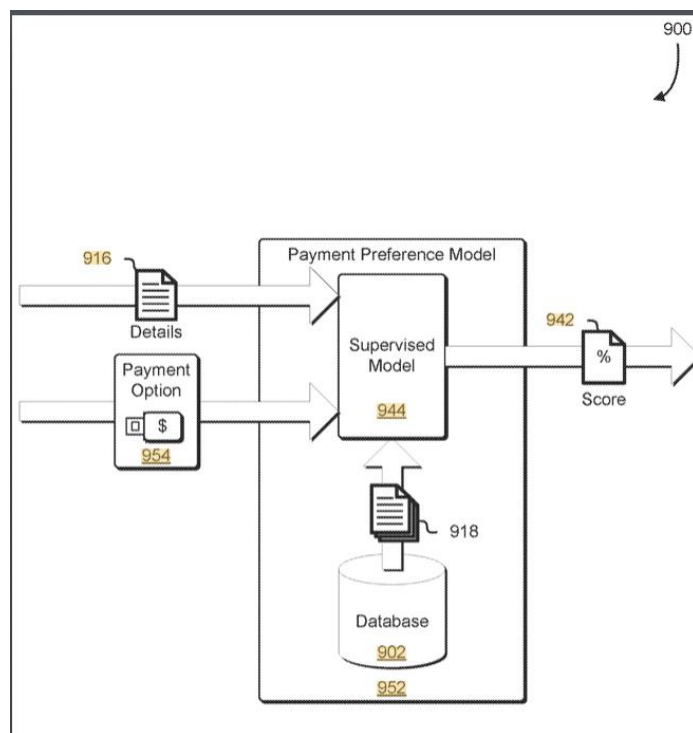 900
Payment Preference Model
916
Details
Supervised
Model
944
942
%
Score
Payment
Option
$
954
918
Database
902
952